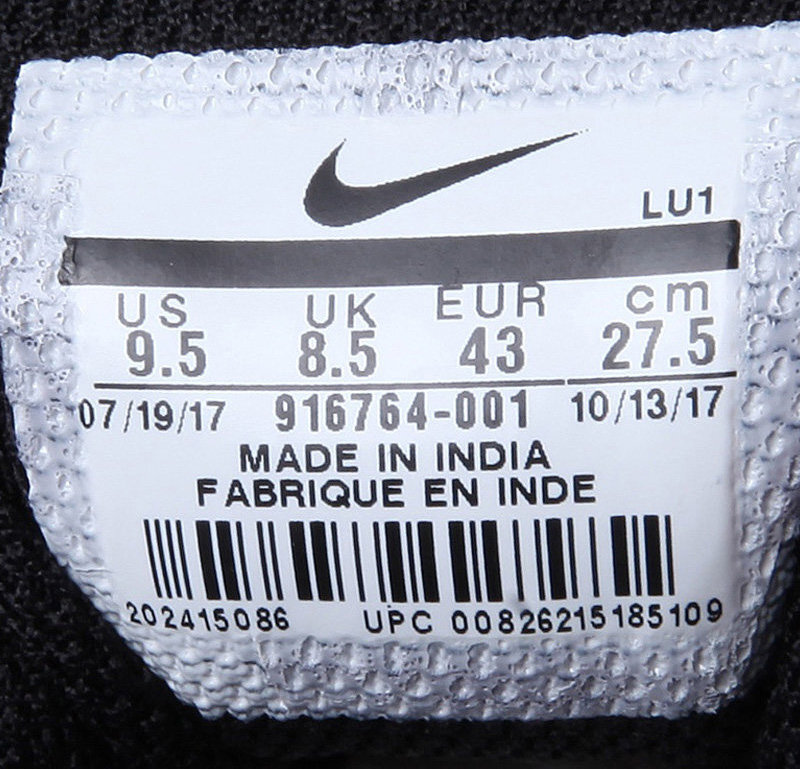 LU1
US UK EUR cm
9.5 8.5 43 27.5
07/19/17 916764-001 10/13/17
MADE IN INDIA
FABRIQUE EN INDE
202415086 UPC 00826215185109